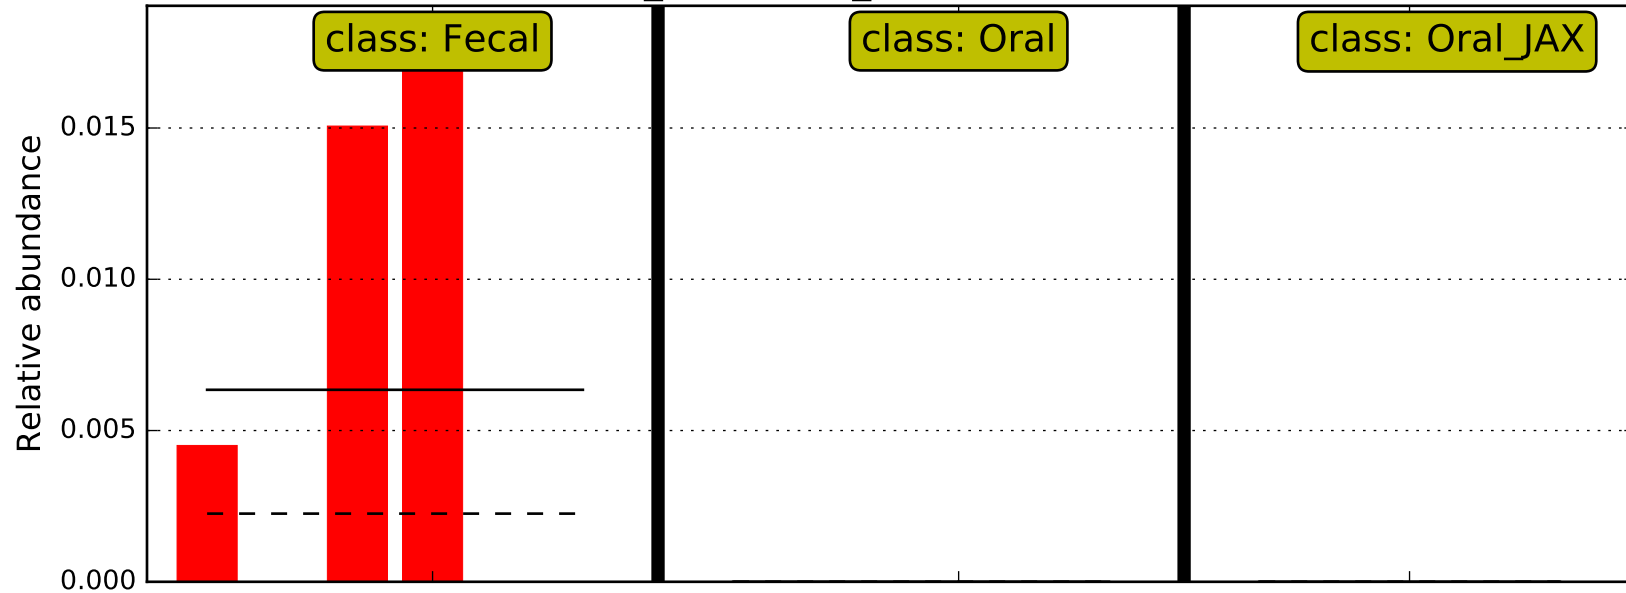 class: Fecal
class: Oral
class: Oral_JAX
Relative abundance
0.015
0.010
0.005
0.000